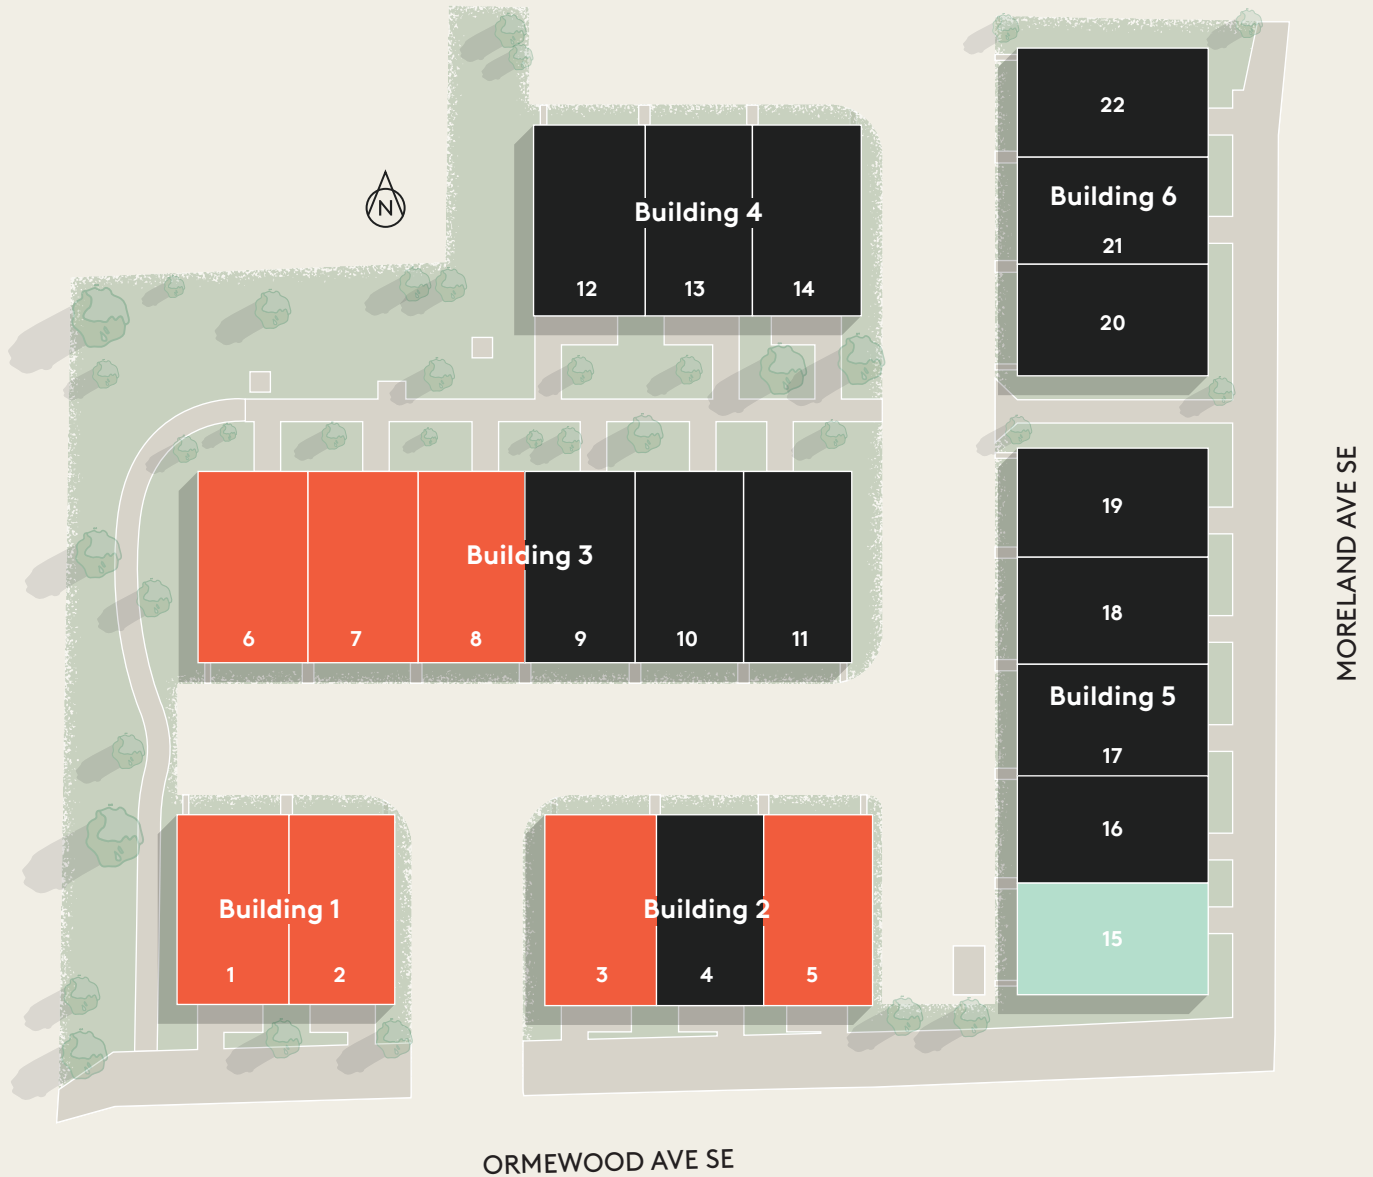 22
Building 6
21
20
N
Building 4
12 13 14
19
18
Building 5
17
16
15
Building 3
6 7 8 9 10 11
Building 1
1 2
Building 2
3 4 5
MORELAND AVE SE
ORMEWOOD AVE SE